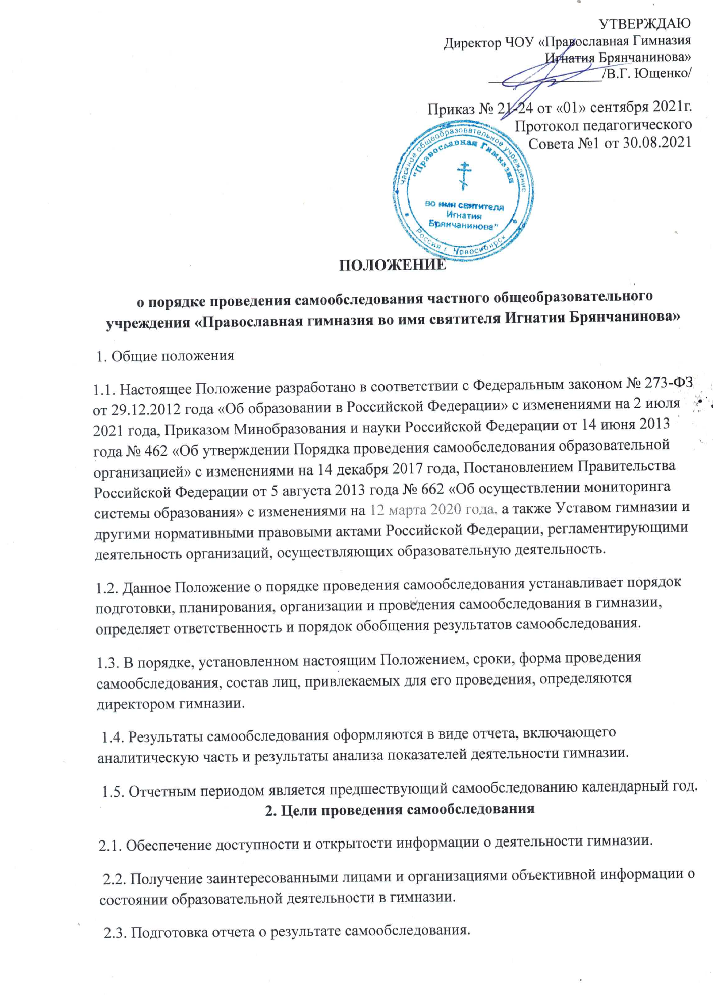 УТВЕРЖДАЮ
Директор ЧОУ «Православная Гимназия
Игнатия Брянчанинова»
________________/В.Г. Ющенко/
Приказ № 21-24 от «01» сентября 2021г.
Протокол педагогического
Совета №1 от 30.08.2021
Частное общеобразовательное учреждение
"Православная Гимназия
во имя святителя
Игнатия
Брянчанинова"
Россия г Новосибирск
ПОЛОЖЕНИЕ
о порядке проведения самообследования частного общеобразовательного
учреждения «Православная гимназия во имя святителя Игнатия Брянчанинова»
1. Общие положения
1.1. Настоящее Положение разработано в соответствии с Федеральным законом № 273-ФЗ
от 29.12.2012 года «Об образовании в Российской Федерации» с изменениями на 2 июля
2021 года, Приказом Минобразования и науки Российской Федерации от 14 июня 2013
года № 462 «Об утверждении Порядка проведения самообследования образовательной
организацией» с изменениями на 14 декабря 2017 года, Постановлением Правительства
Российской Федерации от 5 августа 2013 года № 662 «Об осуществлении мониторинга
системы образования» с изменениями на 12 марта 2020 года, а также Уставом гимназии и
другими нормативными правовыми актами Российской Федерации, регламентирующими
деятельность организаций, осуществляющих образовательную деятельность.
1.2. Данное Положение о порядке проведения самообследования устанавливает порядок
подготовки, планирования, организации и проведения самообследования в гимназии,
определяет ответственность и порядок обобщения результатов самообследования.
1.3. В порядке, установленном настоящим Положением, сроки, форма проведения
самообследования, состав лиц, привлекаемых для его проведения, определяются
директором гимназии.
1.4. Результаты самообследования оформляются в виде отчета, включающего
аналитическую часть и результаты анализа показателей деятельности гимназии.
1.5. Отчетным периодом является предшествующий самообследованию календарный год.
2. Цели проведения самообследования
2.1. Обеспечение доступности и открытости информации о деятельности гимназии.
2.2. Получение заинтересованными лицами и организациями объективной информации о
состоянии образовательной деятельности в гимназии.
2.3. Подготовка отчета о результате самообследования.